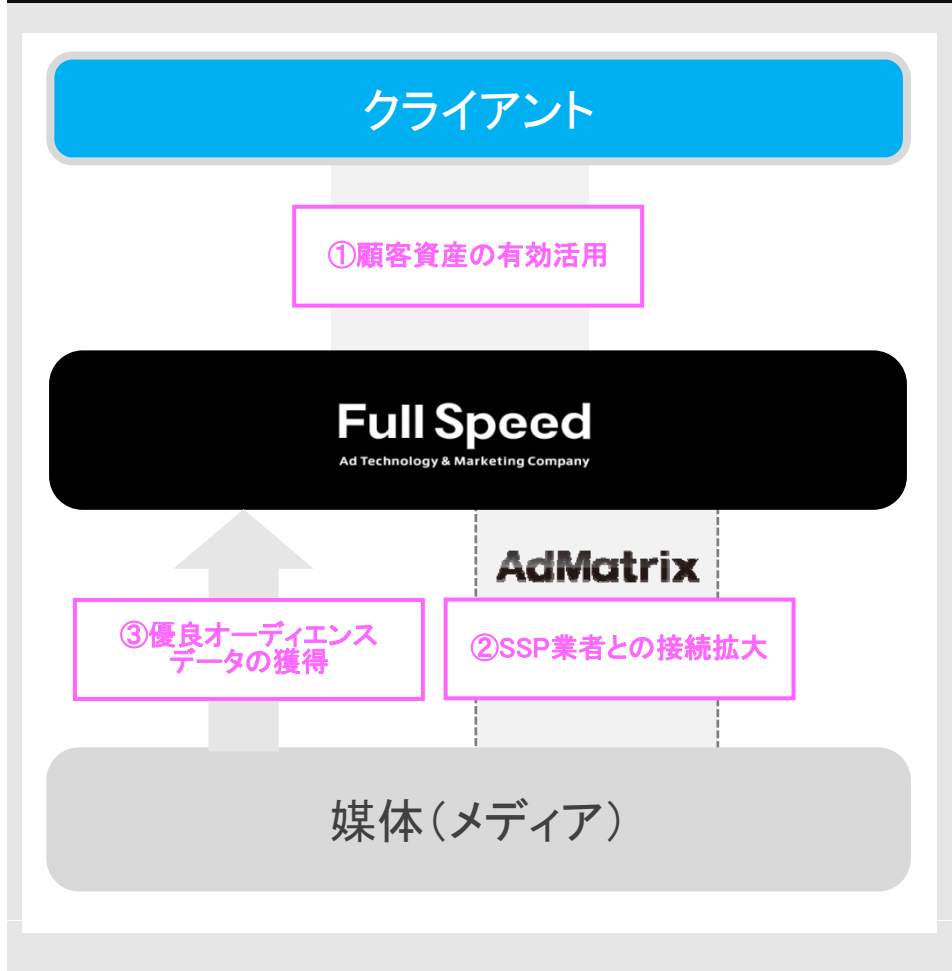 クライアント
①顧客資産の有効活用
Full Speed
Ad Technology & Marketing Company
AdMatrix
③優良オーディエンス
データの獲得
②SSP業者との接続拡大
媒体（メディア）